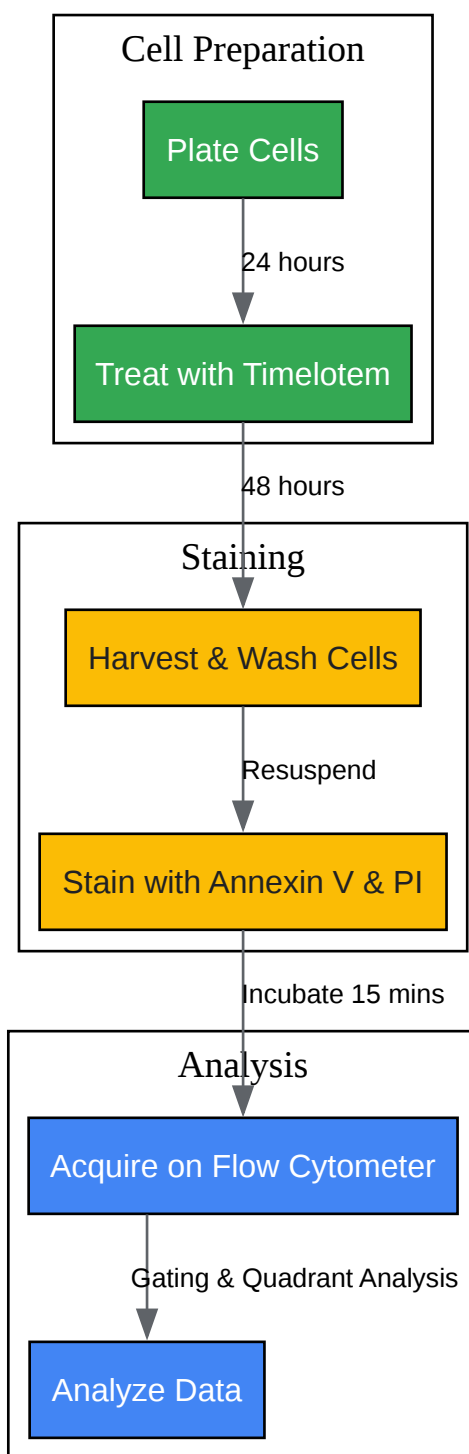 Cell Preparation
Plate Cells
24 hours
Treat with Timelotem
48 hours
Staining
Harvest & Wash Cells
Resuspend
Stain with Annexin V & PI
Incubate 15 mins
Analysis
Acquire on Flow Cytometer
Gating & Quadrant Analysis
Analyze Data